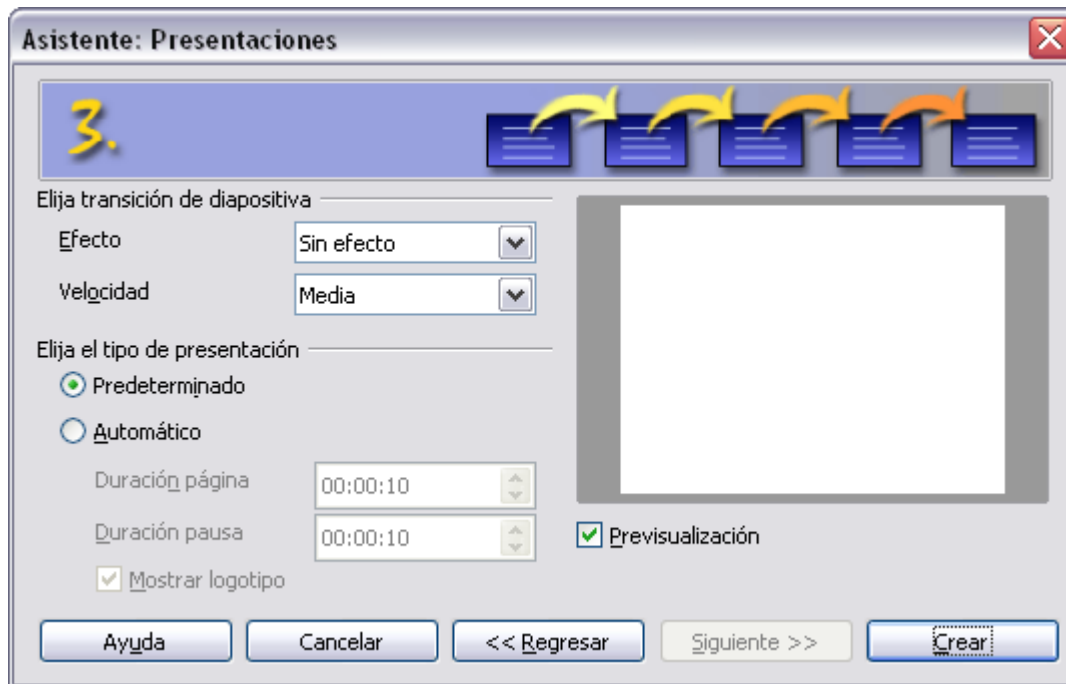 Asistente: Presentaciones
3.
Elija transición de diapositiva
Efecto Sin efecto
Velocidad Media
Elija el tipo de presentación
Predeterminado
Automático
Duración página 00:00:10
Duración pausa 00:00:10
Mostrar logotipo
Previsualización
Ayuda Cancelar << Regresar Siguiente >> Crear